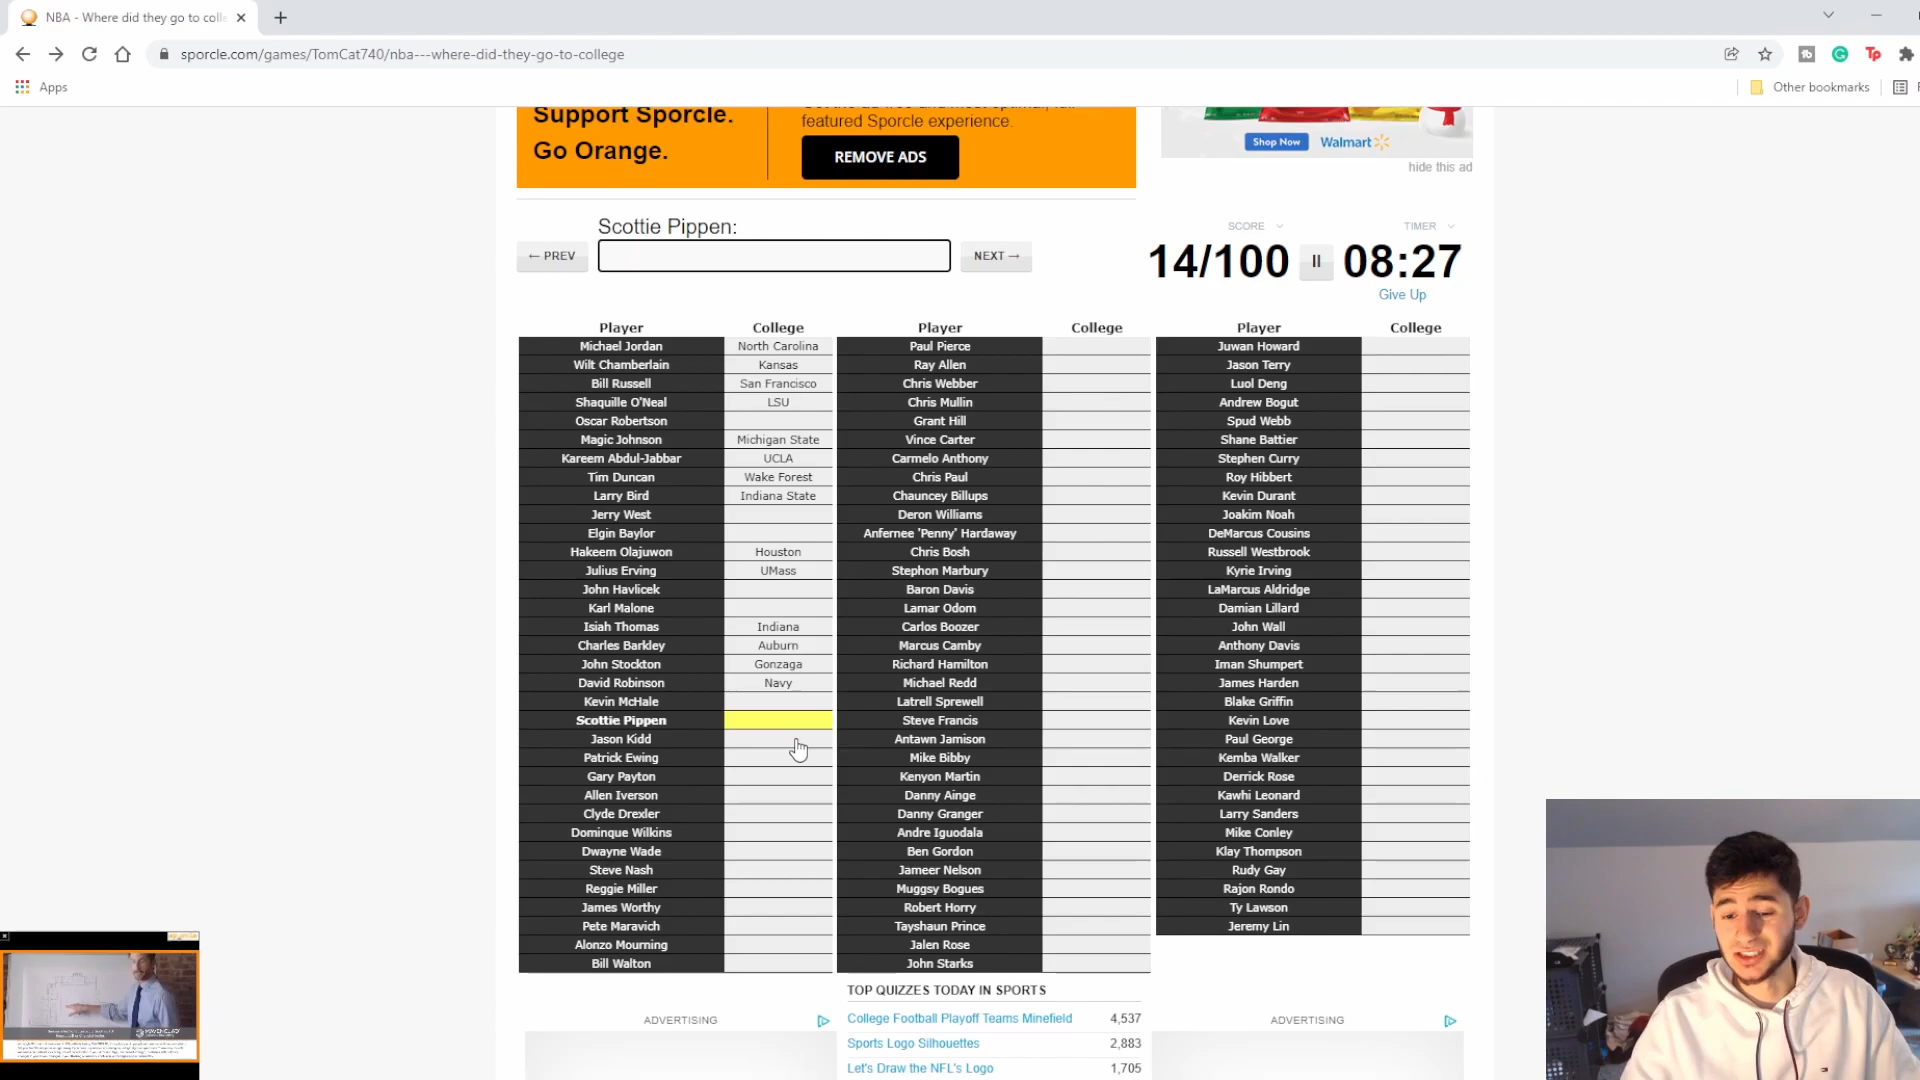 NBA - Where did they go to coll
sporcle.com/games/TomCat740/nba---where-did-they-go-to-college
Apps
Other bookmarks
Support Sporcle.
Go Orange.
featured Sporcle experience.
REMOVE ADS
Shop Now
Walmart
hide this ad
Scottie Pippen:
← PREV
NEXT →
SCORE
TIMER
14/100
08:27
Give Up
Player College
Michael Jordan North Carolina
Wilt Chamberlain Kansas
Bill Russell San Francisco
Shaquille O'Neal LSU
Oscar Robertson
Magic Johnson Michigan State
Kareem Abdul-Jabbar UCLA
Tim Duncan Wake Forest
Larry Bird Indiana State
Jerry West
Elgin Baylor
Hakeem Olajuwon Houston
Julius Erving UMass
John Havlicek
Karl Malone
Isiah Thomas Indiana
Charles Barkley Auburn
John Stockton Gonzaga
David Robinson Navy
Kevin McHale
Scottie Pippen
Jason Kidd
Patrick Ewing
Gary Payton
Allen Iverson
Clyde Drexler
Dominque Wilkins
Dwayne Wade
Steve Nash
Reggie Miller
James Worthy
Pete Maravich
Alonzo Mourning
Bill Walton
Player College
Paul Pierce
Ray Allen
Chris Webber
Chris Mullin
Grant Hill
Vince Carter
Carmelo Anthony
Chris Paul
Chauncey Billups
Deron Williams
Anfernee 'Penny' Hardaway
Chris Bosh
Stephon Marbury
Baron Davis
Lamar Odom
Carlos Boozer
Marcus Camby
Richard Hamilton
Michael Redd
Latrell Sprewell
Steve Francis
Antawn Jamison
Mike Bibby
Kenyon Martin
Danny Ainge
Danny Granger
Andre Iguodala
Ben Gordon
Jameer Nelson
Muggsy Bogues
Robert Horry
Tayshaun Prince
Jalen Rose
John Starks
Player College
Juwan Howard
Jason Terry
Luol Deng
Andrew Bogut
Spud Webb
Shane Battier
Stephen Curry
Roy Hibbert
Kevin Durant
Joakim Noah
DeMarcus Cousins
Russell Westbrook
Kyrie Irving
LaMarcus Aldridge
Damian Lillard
John Wall
Anthony Davis
Iman Shumpert
James Harden
Blake Griffin
Kevin Love
Paul George
Kemba Walker
Derrick Rose
Kawhi Leonard
Larry Sanders
Mike Conley
Klay Thompson
Rudy Gay
Rajon Rondo
Ty Lawson
Jeremy Lin
ADVERTISING
TOP QUIZZES TODAY IN SPORTS
College Football Playoff Teams Minefield 4,537
Sports Logo Silhouettes 2,883
Let's Draw the NFL's Logo 1,705
ADVERTISING